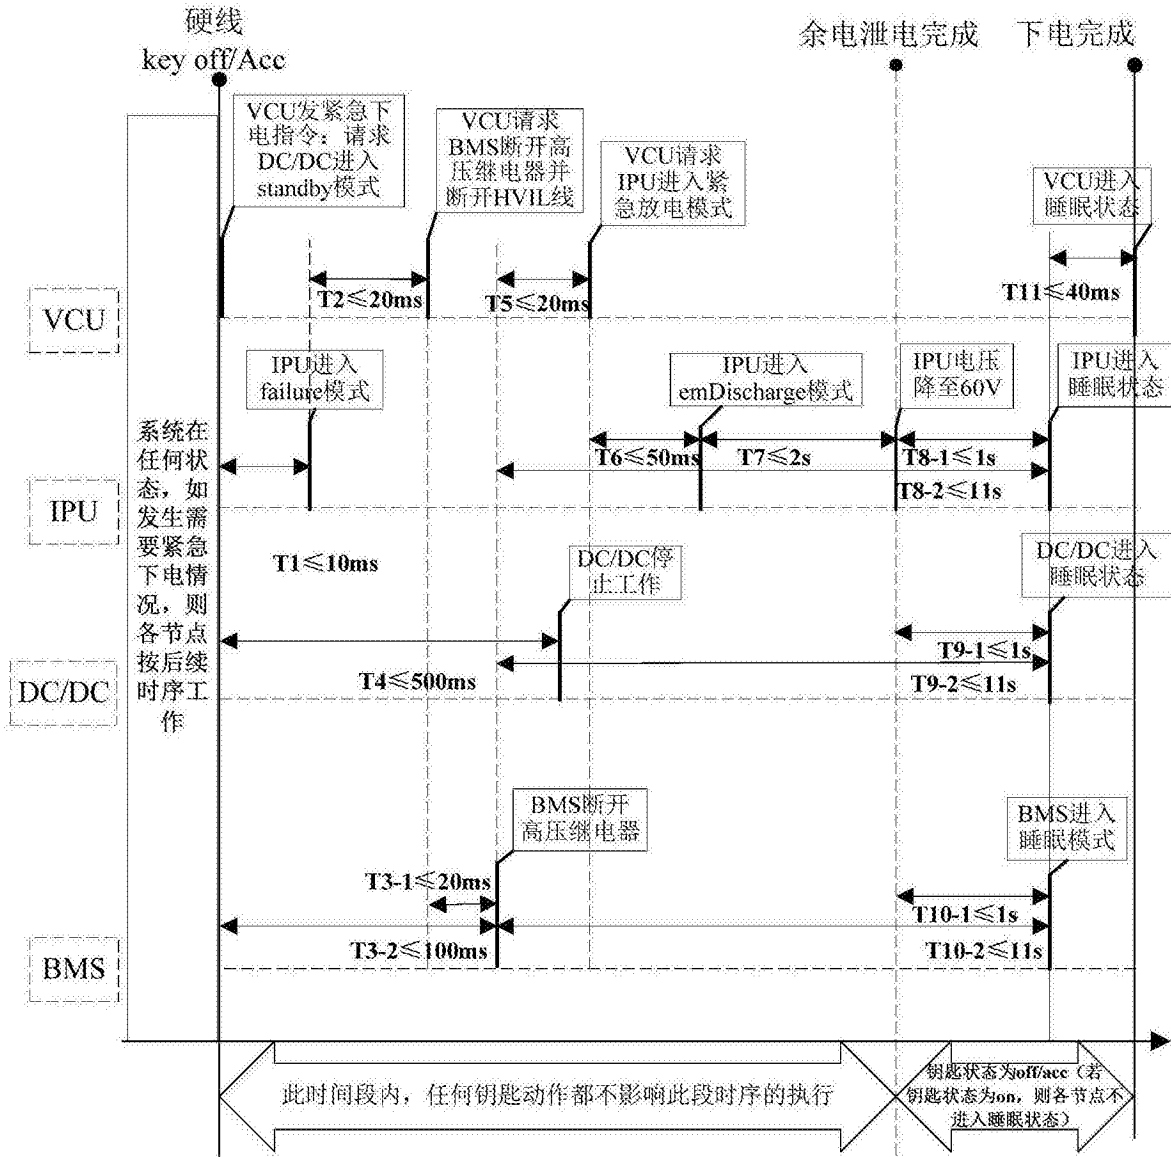 硬线
key off/Acc
余电泄电完成
下电完成
VCU发紧急下
电指令：请求
DC/DC进入
standby模式
VCU请求
BMS断开高
压继电器并
断开HVIL线
VCU请求
IPU进入紧
急放电模式
VCU进入
睡眠状态
T2≤20ms
T5≤20ms
T11≤40ms
VCU
IPU进入
failure模式
IPU进入
emDischarge模式
IPU电压
降至60V
IPU进入
睡眠状态
系统在
任何状
态，如
发生需
要紧急
下电情
况，则
各节点
按后续
时序工
作
T6≤50ms
T7≤2s
T8-1≤1s
T8-2≤11s
IPU
T1≤10ms
DC/DC停
止工作
DC/DC进入
睡眠状态
T9-1≤1s
T4≤500ms
T9-2≤11s
DC/DC
BMS断开
高压继电器
BMS进入
睡眠模式
T3-1≤20ms
T10-1≤1s
T3-2≤100ms
T10-2≤11s
BMS
此时间段内，任何钥匙动作都不影响此段时序的执行
钥匙状态为off/acc（若
钥匙状态为on，则各节点不
进入睡眠状态）